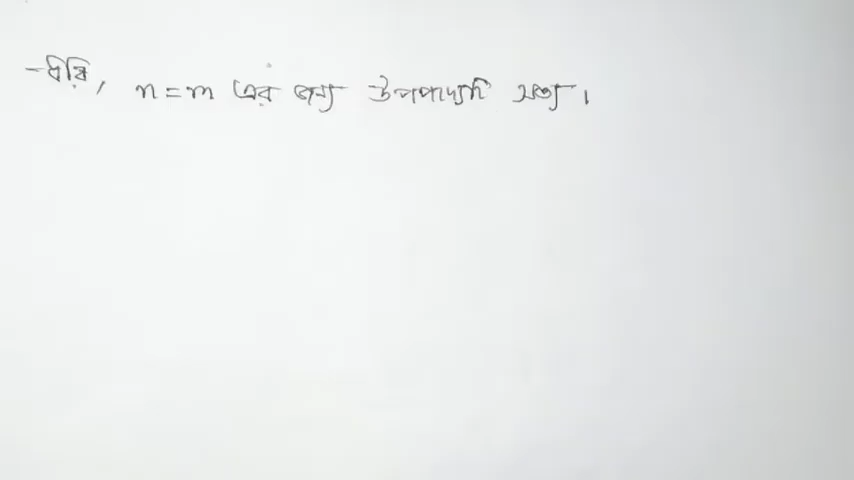 ধরি, n = m এর জন্য উপপাদ্যটি সত্য।